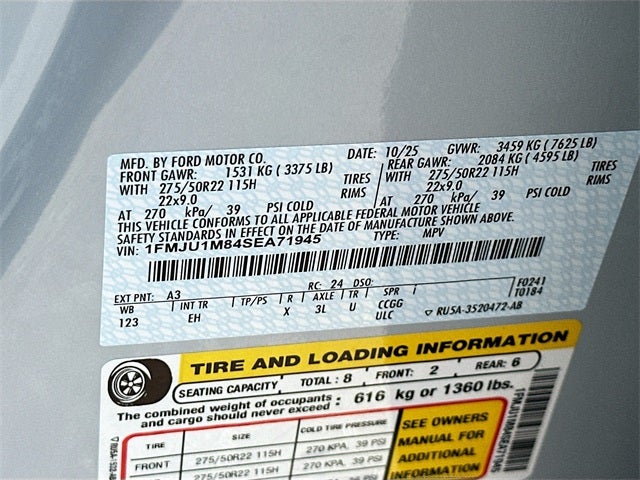 MFD. BY FORD MOTOR CO. DATE: 10/25 GVWR: 3459 KG (7625 LB)
FRONT GAWR: 1531 KG (3375 LB) REAR GAWR: 2084 KG (4595 LB)
WITH 275/50R22 115H TIRES WITH 275/50R22 115H TIRES
22x9.0 RIMS 22x9.0 RIMS
AT 270 kPa/ 39 PSI COLD AT 270 kPa/ 39 PSI COLD
THIS VEHICLE CONFORMS TO ALL APPLICABLE FEDERAL MOTOR VEHICLE
SAFETY STANDARDS IN EFFECT ON THE DATE OF MANUFACTURE SHOWN ABOVE.
VIN: 1FMJU1M84SEA71945 TYPE: MPV
EXT PNT: A3 RC: 24 DSO: F0241
WB INT TR TP/PS R AXLE TR SPR T0184
123 EH X 3L U CCGG
ULC ▽ RU5A-3520472-AB
TIRE AND LOADING INFORMATION
SEATING CAPACITY TOTAL: 8 FRONT: 2 REAR: 6
The combined weight of occupants and cargo should never exceed: 616 kg or 1360 lbs.
TIRE SIZE COLD TIRE PRESSURE
FRONT 275/50R22 115H 270 KPA, 39 PSI
275/50R22 115H 270 KPA, 39 PSI
SEE OWNERS
MANUAL FOR
ADDITIONAL
INFORMATION